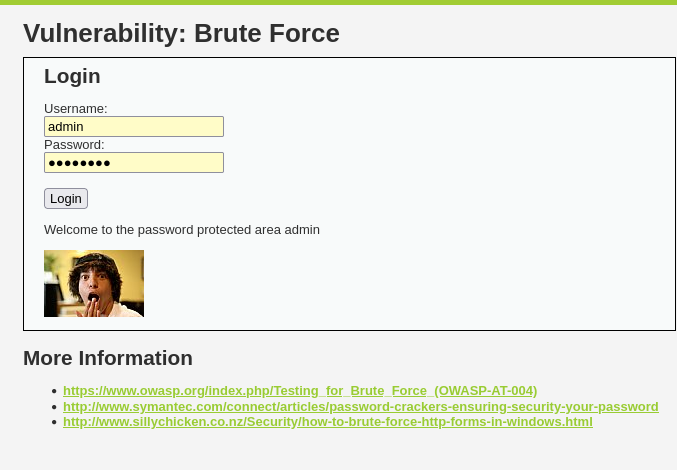 Vulnerability: Brute Force
Login
Username:
admin
Password:
●●●●●●●●
Login
Welcome to the password protected area admin
More Information
• https://www.owasp.org/index.php/Testing_for_Brute_Force_(OWASP-AT-004)
• http://www.symantec.com/connect/articles/password-crackers-ensuring-security-your-password
• http://www.sillychicken.co.nz/Security/how-to-brute-force-http-forms-in-windows.html